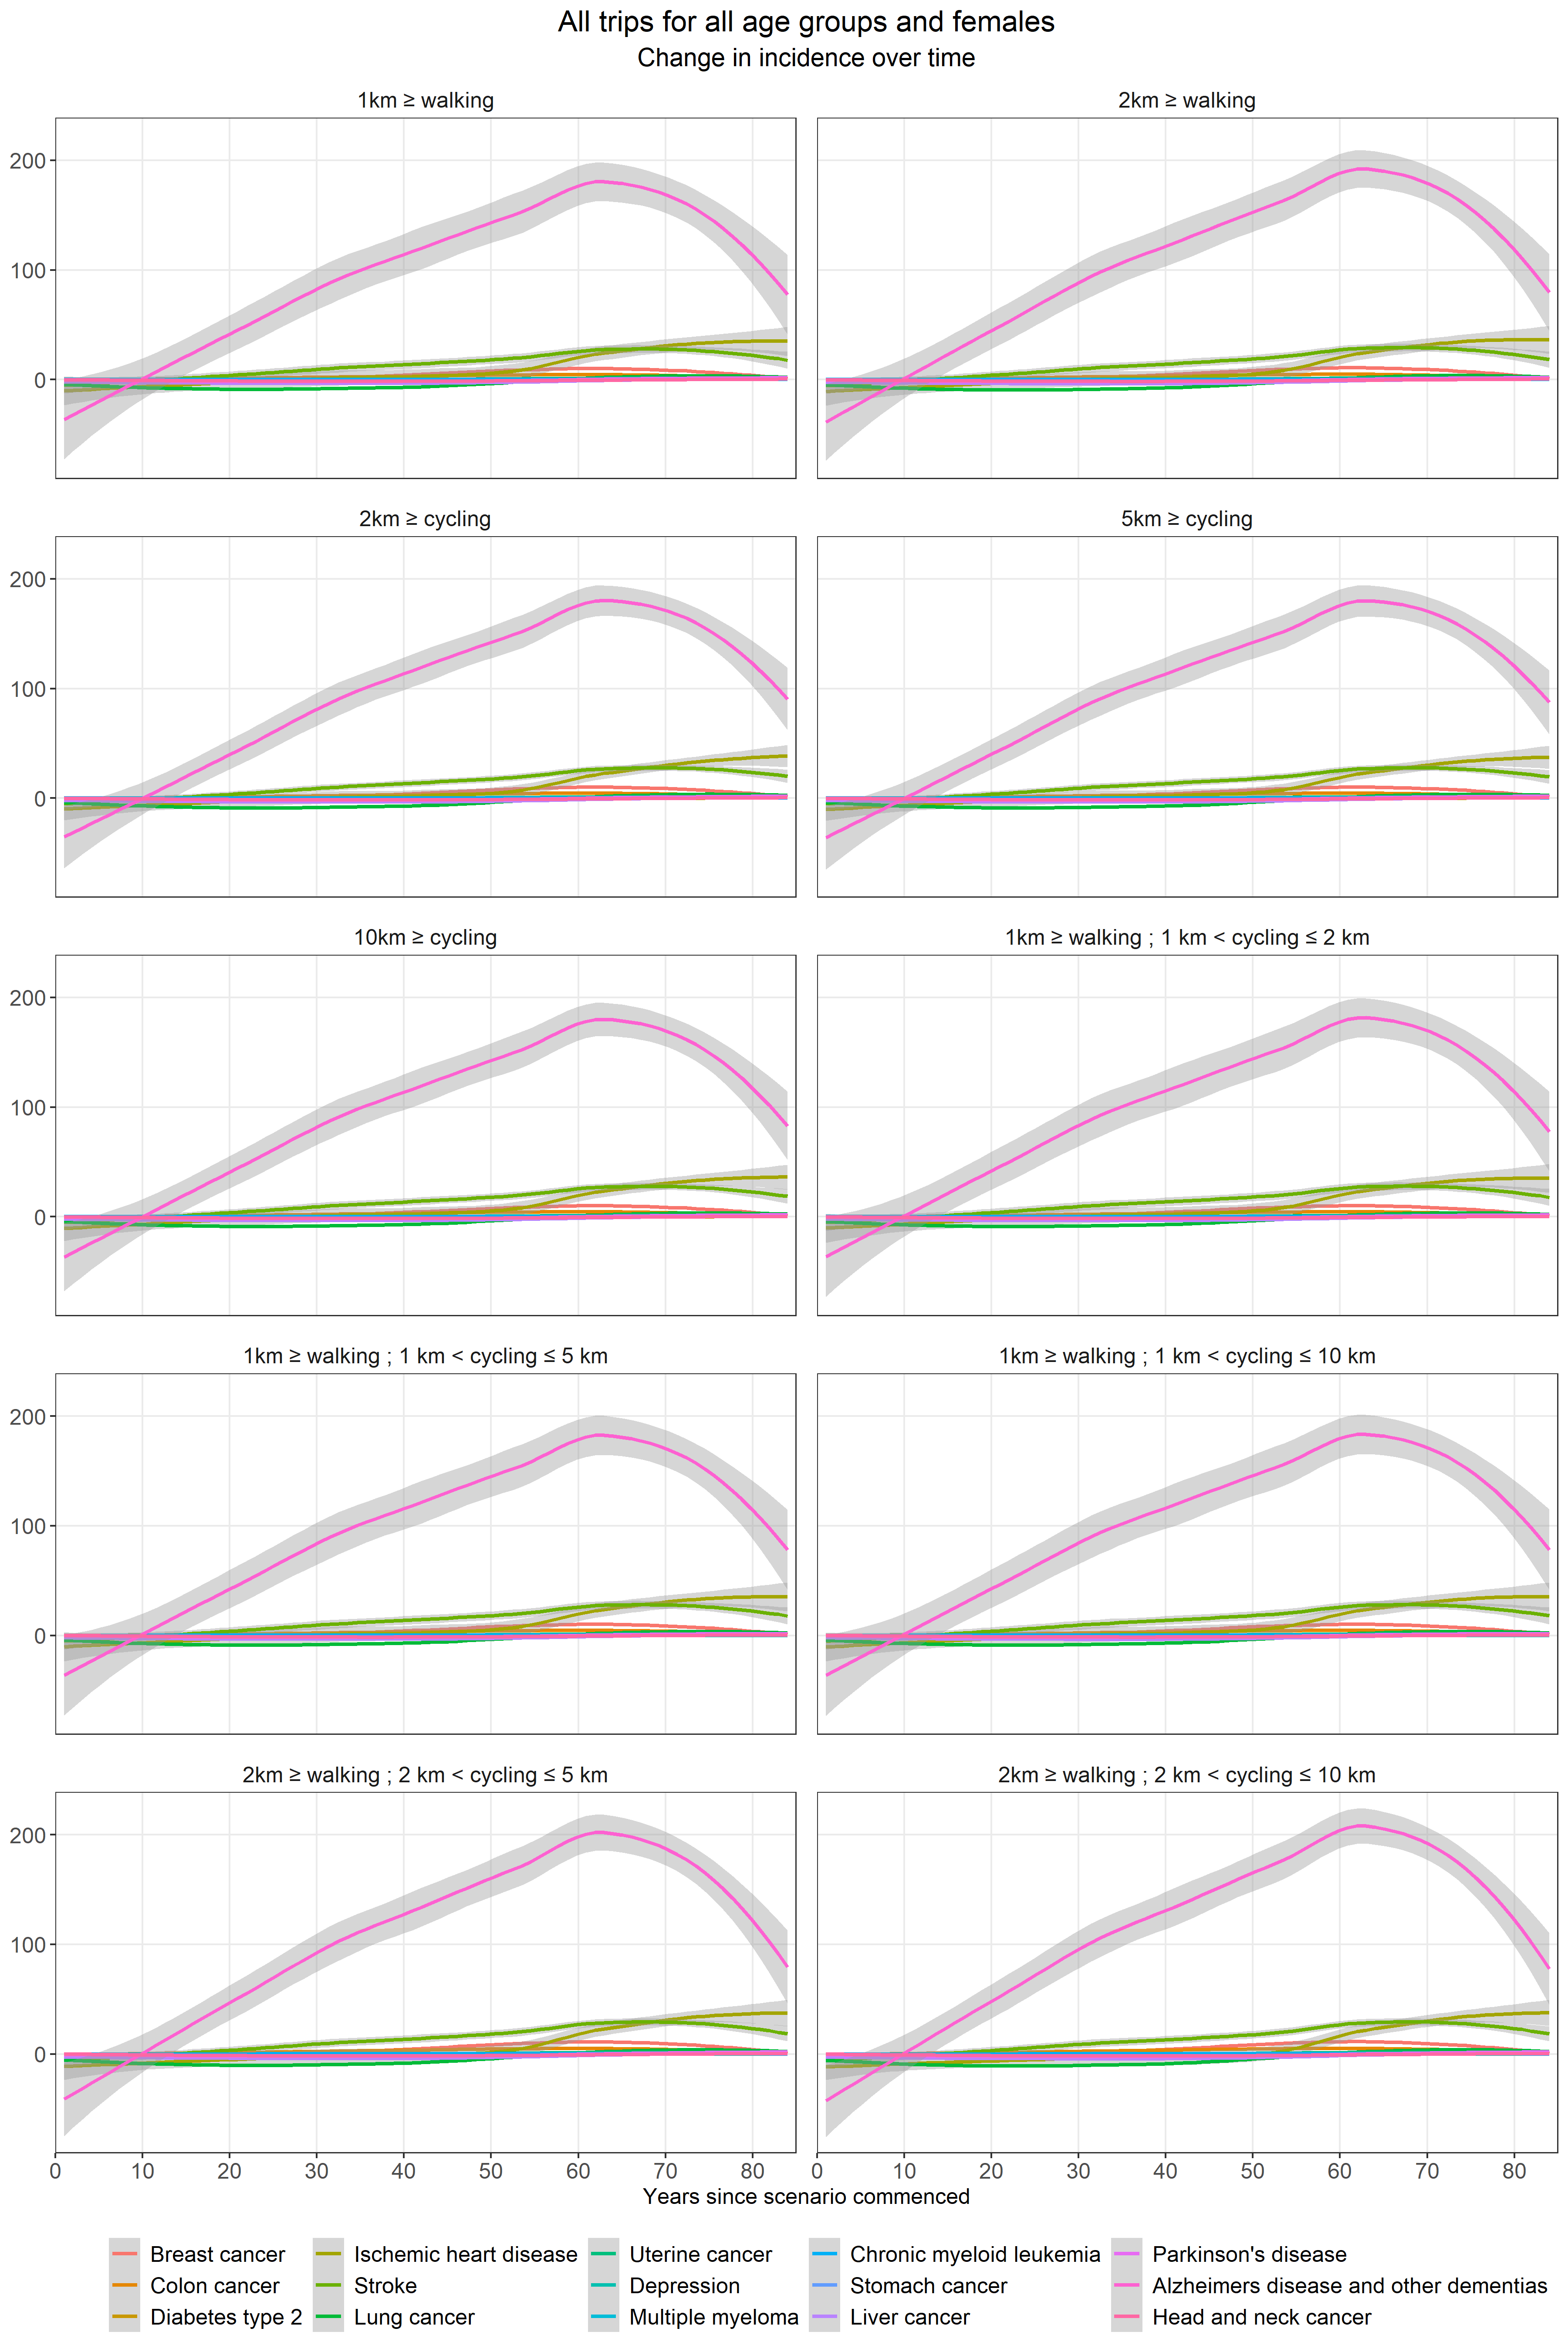 All trips for all age groups and females
Change in incidence over time
1km ≥ walking
2km ≥ walking
200
100
0
2km ≥ cycling
5km ≥ cycling
200
100
0
10km ≥ cycling
1km ≥ walking ; 1 km < cycling ≤ 2 km
200
100
0
1km ≥ walking ; 1 km < cycling ≤ 5 km
1km ≥ walking ; 1 km < cycling ≤ 10 km
200
100
0
2km ≥ walking ; 2 km < cycling ≤ 5 km
2km ≥ walking ; 2 km < cycling ≤ 10 km
200
100
0
0 10 20 30 40 50 60 70 80
0 10 20 30 40 50 60 70 80
Years since scenario commenced
Breast cancer
Colon cancer
Diabetes type 2
Ischemic heart disease
Stroke
Lung cancer
Uterine cancer
Depression
Multiple myeloma
Chronic myeloid leukemia
Stomach cancer
Liver cancer
Parkinson's disease
Alzheimers disease and other dementias
Head and neck cancer